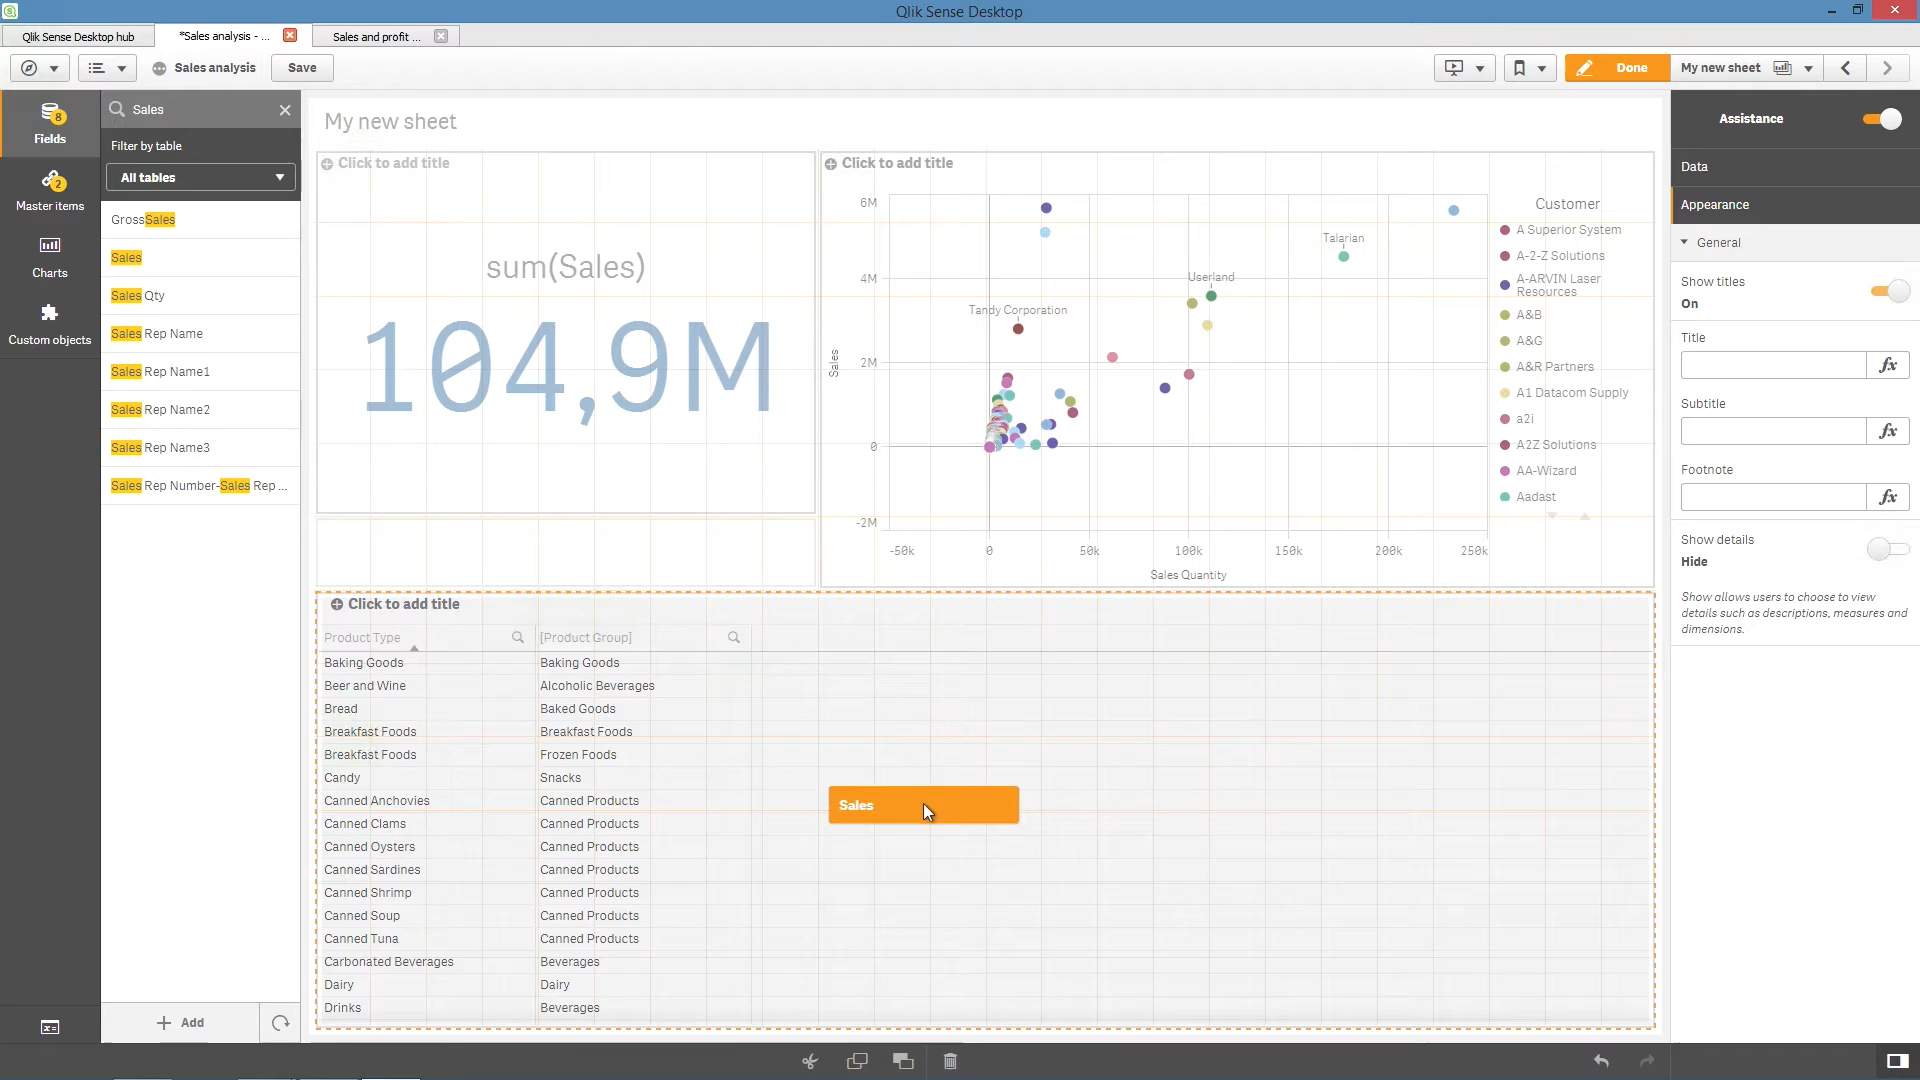 Qlik Sense Desktop
Qlik Sense Desktop hub
*Sales analysis - ...
Sales and profit ...
Sales analysis
Save
Done
My new sheet
8
Fields
2
Master items
Charts
Custom objects
Sales
Filter by table
All tables
GrossSales
Sales
Sales Qty
Sales Rep Name
Sales Rep Name1
Sales Rep Name2
Sales Rep Name3
Sales Rep Number-Sales Rep ...
Add
My new sheet
Click to add title
sum(Sales)
104,9M
Click to add title
Sales
6M
4M
2M
0
-2M
-50k
0
50k
100k
150k
200k
250k
Sales Quantity
Talarian
Userland
Tandy Corporation
Customer
A Superior System
A-2-Z Solutions
A-ARVIN Laser
Resources
A&B
A&G
A&R Partners
A1 Datacom Supply
a2i
A2Z Solutions
AA-Wizard
Aadast
Click to add title
Product Type [Product Group]
Baking Goods Baking Goods
Beer and Wine Alcoholic Beverages
Bread Baked Goods
Breakfast Foods Breakfast Foods
Breakfast Foods Frozen Foods
Candy Snacks
Canned Anchovies Canned Products
Canned Clams Canned Products
Canned Oysters Canned Products
Canned Sardines Canned Products
Canned Shrimp Canned Products
Canned Soup Canned Products
Canned Tuna Canned Products
Carbonated Beverages Beverages
Dairy Dairy
Drinks Beverages
Sales
Assistance
Data
Appearance
General
Show titles
On
Title
fx
Subtitle
fx
Footnote
fx
Show details
Hide
Show allows users to choose to view
details such as descriptions, measures and
dimensions.